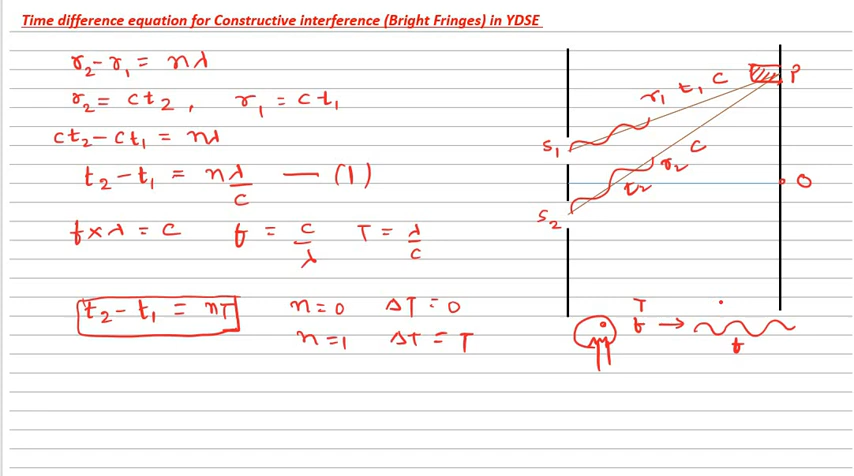 Time difference equation for Constructive interference (Bright Fringes) in YDSE
r₂ - r₁ = nλ
r₂ = ct₂ , r₁ = ct₁
ct₂ - ct₁ = nλ
t₂ - t₁ = nλ/c — (1)
f × λ = c f = c/λ T = λ/c
t₂ - t₁ = nT n = 0 ΔT = 0
n = 1 ΔT = T
r₁ t₁ c P
S₁ c
r₂
t₂ O
S₂
T
f → f